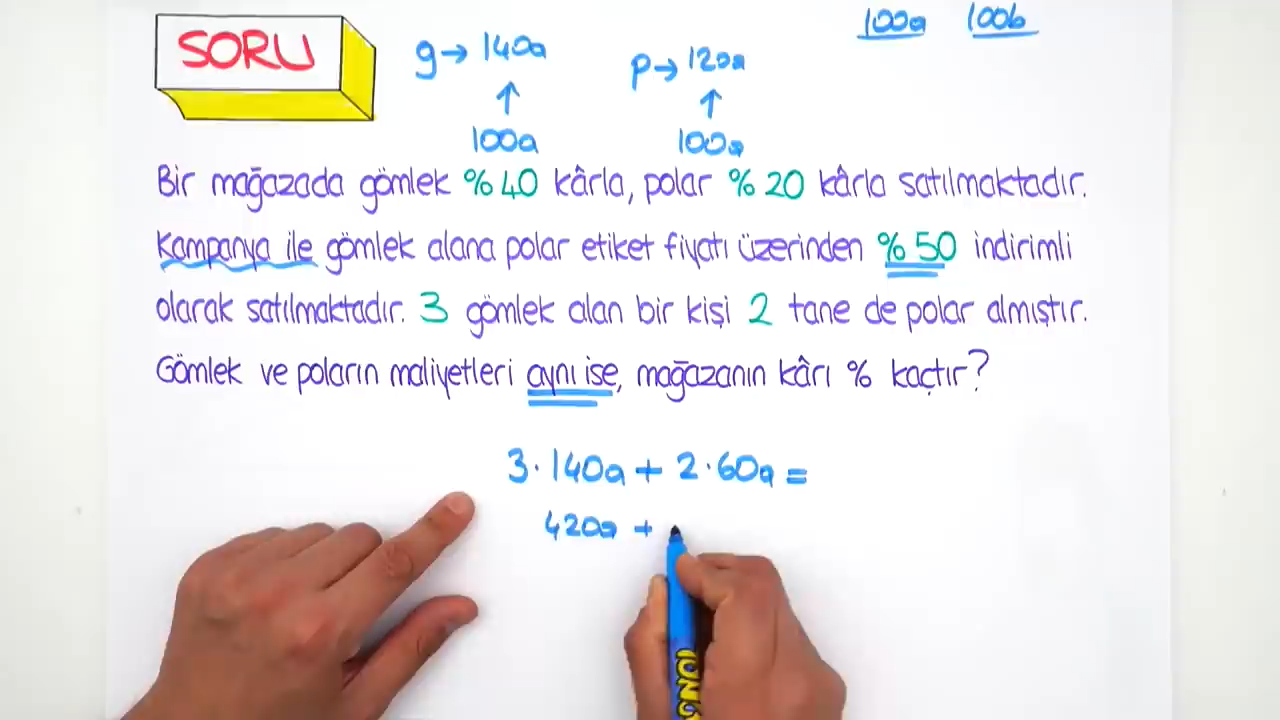 SORU
g→ 140a
↑
100a
p→ 120a
↑
100a
100a 100b
Bir mağazada gömlek %40 kârla, polar %20 kârla satılmaktadır.
Kampanya ile gömlek alana polar etiket fiyatı üzerinden %50 indirimli
olarak satılmaktadır. 3 gömlek alan bir kişi 2 tane de polar almıştır.
Gömlek ve poların maliyetleri aynı ise, mağazanın kârı % kaçtır?
3·140a + 2·60a =
420a +